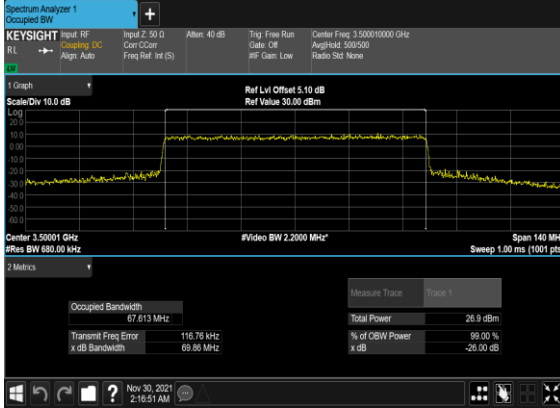 Spectrum Analyzer 1
Occupied BW
+
KEYSIGHT Input: RF Input Z: 50 Ω Atten: 40 dB Trig: Free Run Center Freq: 3.500010000 GHz
RL Coupling: DC Corr CCorr Gate: Off Avg|Hold: 500/500
Align: Auto Freq Ref: Int (S) #IF Gain: Low Radio Std: None
1 Graph
Ref Lvl Offset 5.10 dB
Scale/Div 10.0 dB Ref Value 30.00 dBm
Log
20.0
10.0
0.00
-10.0
-20.0
-30.0
-40.0
-50.0
-60.0
Center 3.50001 GHz #Video BW 2.2000 MHz* Span 140 MH
#Res BW 680.00 kHz Sweep 1.00 ms (1001 pts
2 Metrics
Measure Trace Trace 1
Occupied Bandwidth
67.613 MHz Total Power 26.9 dBm
Transmit Freq Error 116.76 kHz % of OBW Power 99.00 %
x dB Bandwidth 69.86 MHz x dB -26.00 dB
?
Nov 30, 2021
2:16:51 AM